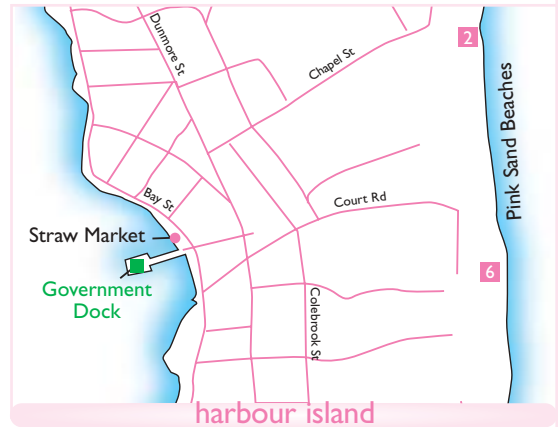 Dunmore St
2
Chapel St
Pink Sand Beaches
Bay St
Court Rd
Straw Market
6
Government
Dock
Colebrook St
harbour island